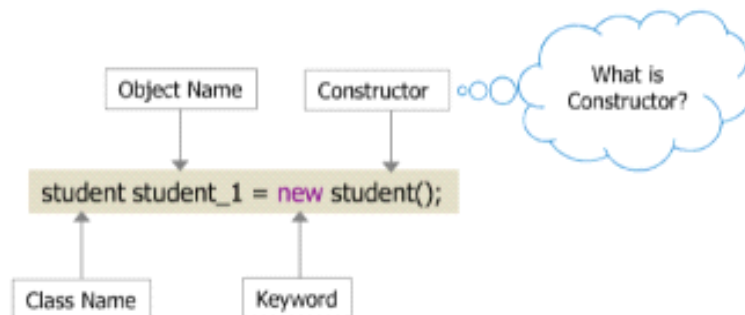 What is
Constructor?
Object Name
Constructor
student student_1 = new student();
Class Name
Keyword